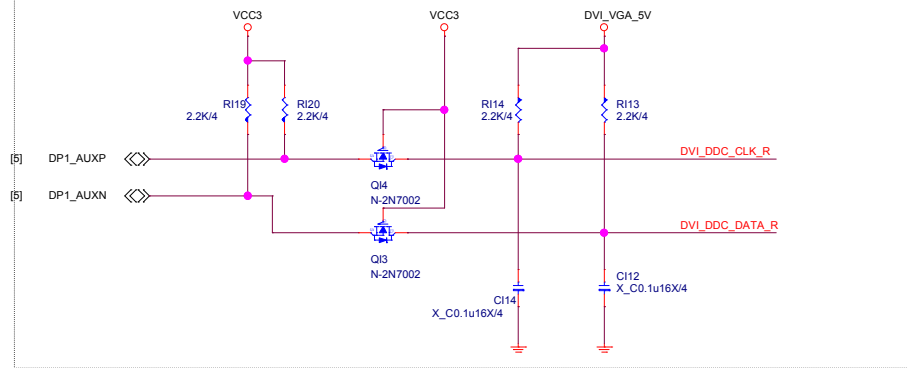 VCC3
VCC3
DVI_VGA_5V
RI19
2.2K/4
RI20
2.2K/4
RI14
2.2K/4
RI13
2.2K/4
[5] DP1_AUXP
DVI_DDC_CLK_R
QI4
N-2N7002
[5] DP1_AUXN
DVI_DDC_DATA_R
QI3
N-2N7002
CI14
X_C0.1u16X/4
CI12
X_C0.1u16X/4